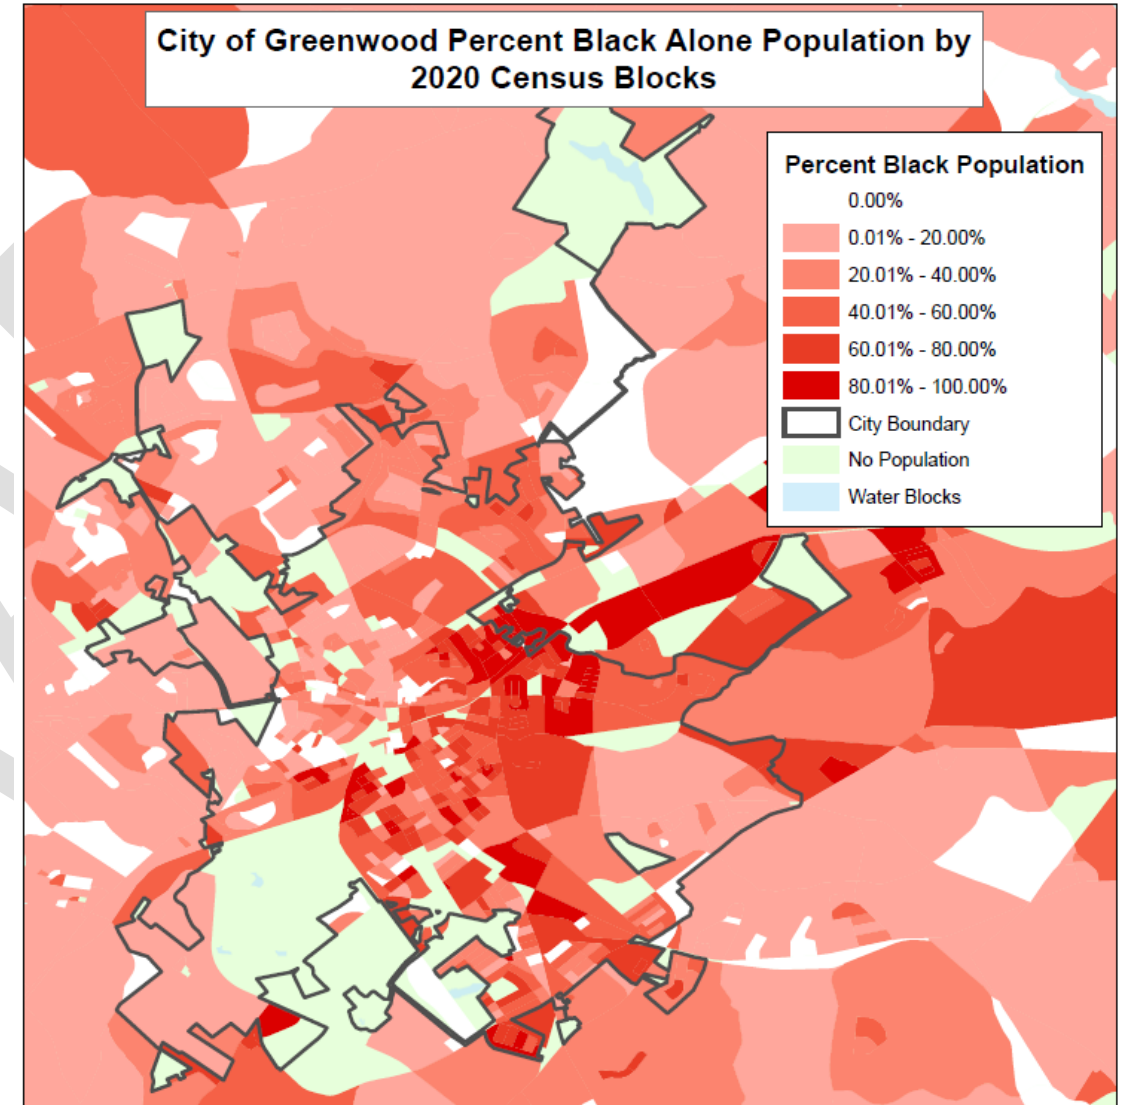 City of Greenwood Percent Black Alone Population by
2020 Census Blocks
Percent Black Population
0.00%
0.01% - 20.00%
20.01% - 40.00%
40.01% - 60.00%
60.01% - 80.00%
80.01% - 100.00%
City Boundary
No Population
Water Blocks